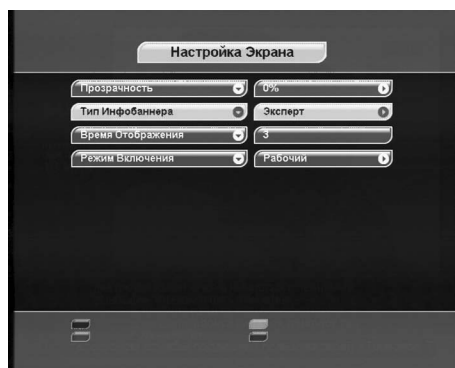 Настройка Экрана
Прозрачность 0%
Тип Инфобаннера Эксперт
Время Отображения 3
Режим Включения Рабочий